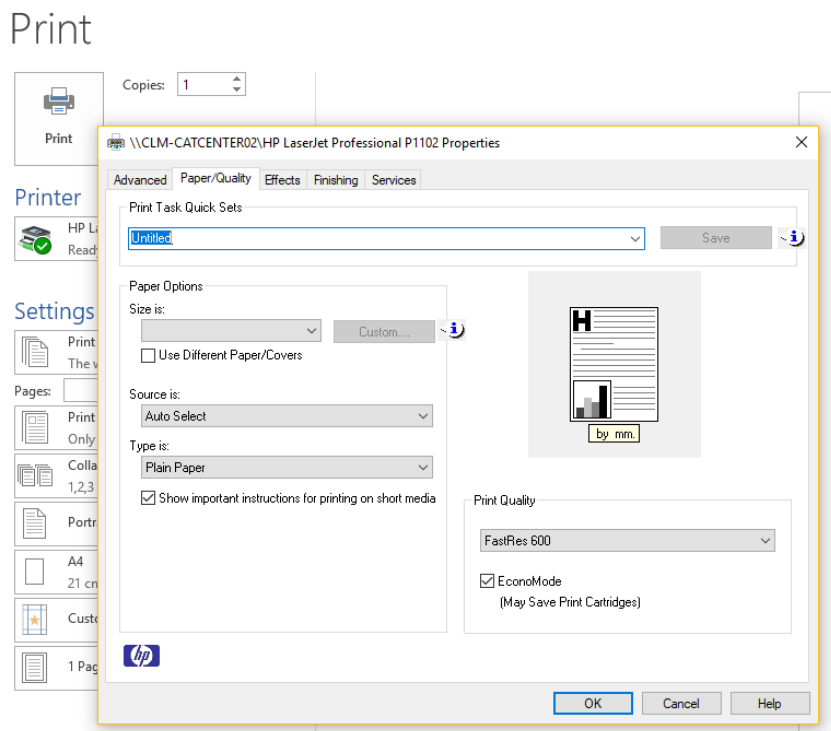 Print
Copies: 1
Print
Printer
HP L
Ready
Settings
Print
The w
Pages:
Print
Only
Colla
1,2,3
Portr
A4
21 cm
Custo
1 Pag
\\CLM-CATCENTER02\HP LaserJet Professional P1102 Properties
Advanced Paper/Quality Effects Finishing Services
Print Task Quick Sets
Untitled Save i
Paper Options
Size is:
Custom.... i
Use Different Paper/Covers
Source is:
Auto Select
Type is:
Plain Paper
Show important instructions for printing on short media
H
by mm.
Print Quality
FastRes 600
EconoMode
(May Save Print Cartridges)
hp
OK Cancel Help